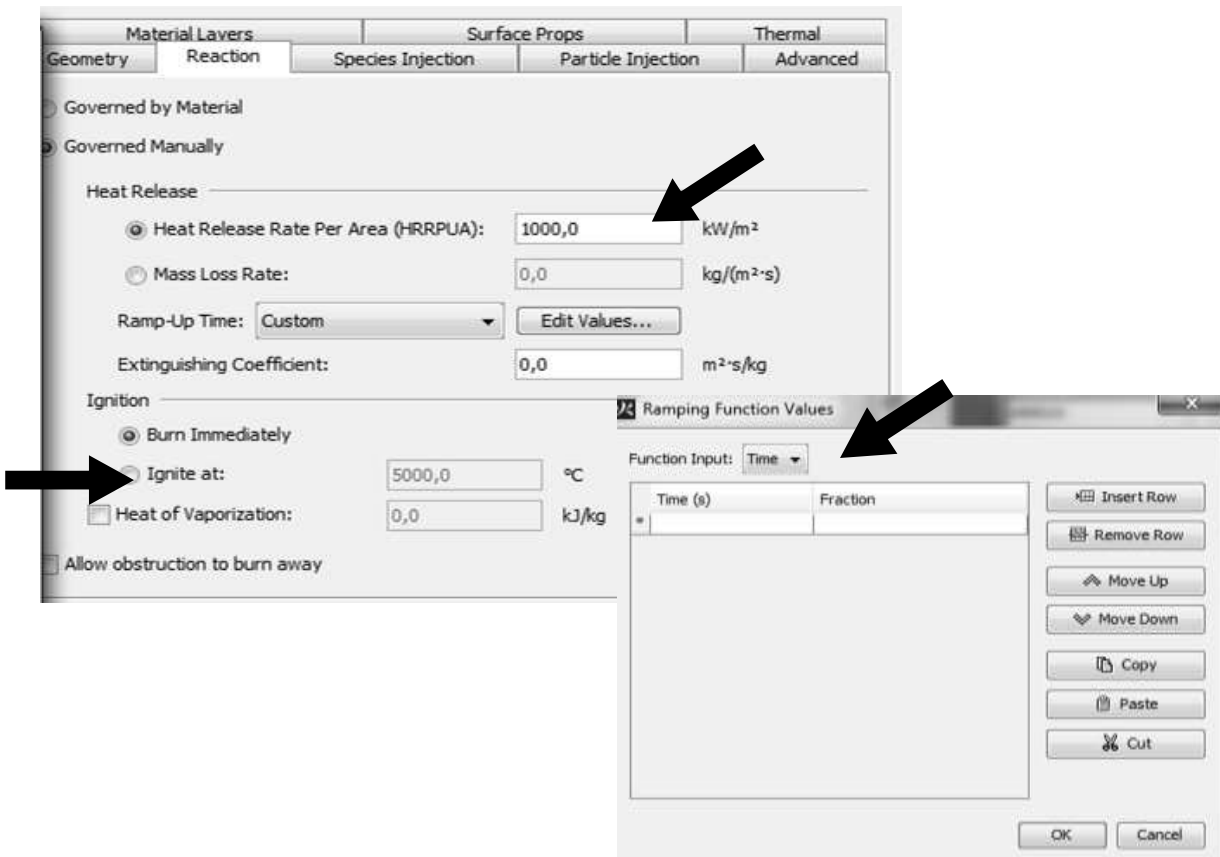 Material Layers Surface Props Thermal
Geometry Reaction Species Injection Particle Injection Advanced
Governed by Material
Governed Manually
Heat Release
Heat Release Rate Per Area (HRRPUA): 1000,0 kW/m²
Mass Loss Rate: 0,0 kg/(m²·s)
Ramp-Up Time: Custom Edit Values...
Extinguishing Coefficient: 0,0 m²·s/kg
Ignition
Burn Immediately
Ignite at: 5000,0 ºC
Heat of Vaporization: 0,0 kJ/kg
Allow obstruction to burn away
Ramping Function Values
Function Input: Time
Time (s) Fraction
*
Insert Row
Remove Row
Move Up
Move Down
Copy
Paste
Cut
OK Cancel